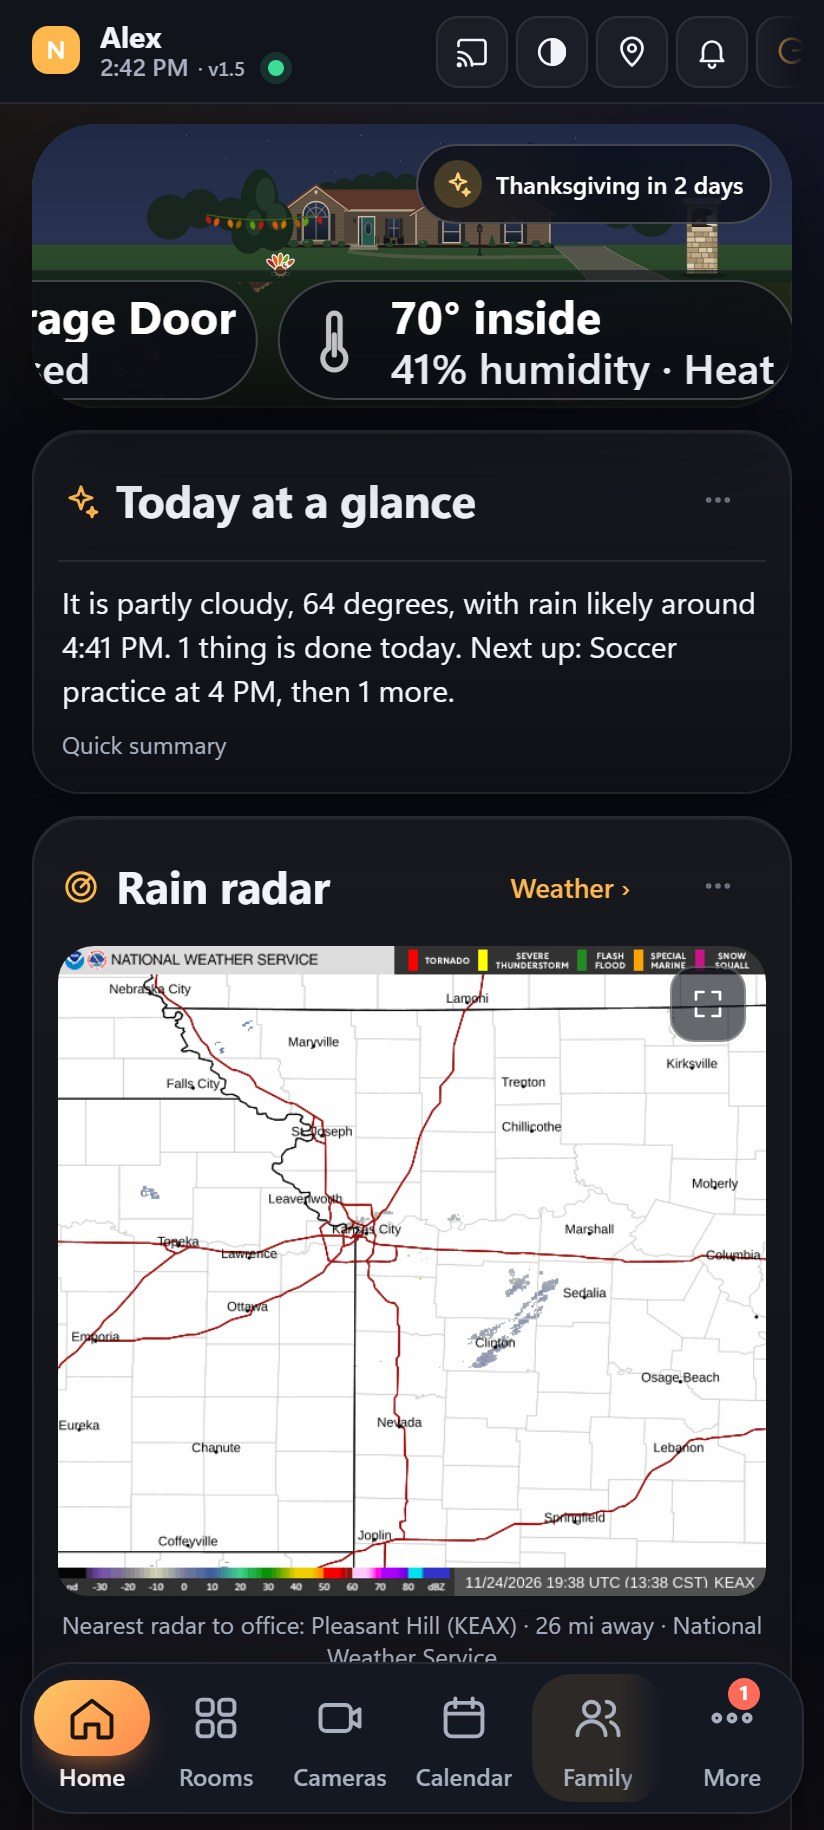 N
Alex
2:42 PM · v1.5
Thanksgiving in 2 days
rage Door
sed
70° inside
41% humidity · Heat
Today at a glance
It is partly cloudy, 64 degrees, with rain likely around
4:41 PM. 1 thing is done today. Next up: Soccer
practice at 4 PM, then 1 more.
Quick summary
Rain radar
Weather ›
NATIONAL WEATHER SERVICE
TORNADO
SEVERE THUNDERSTORM
FLASH FLOOD
SPECIAL MARINE
SNOW SQUALL
Nebraska City
Lamoni
Maryville
Kirksville
Falls City
Trenton
St Joseph
Chillicothe
Moberly
Leavenworth
Kansas City
Marshall
Topeka
Lawrence
Columbia
Sedalia
Ottawa
Emporia
Clinton
Osage Beach
Eureka
Nevada
Chanute
Lebanon
Springfield
Coffeyville
Joplin
nd -30 -20 -10 0 10 20 30 40 50 60 70 80 dBZ
11/24/2026 19:38 UTC (13:38 CST) KEAX
Nearest radar to office: Pleasant Hill (KEAX) · 26 mi away · National
Weather Service
1
Home
Rooms
Cameras
Calendar
Family
More